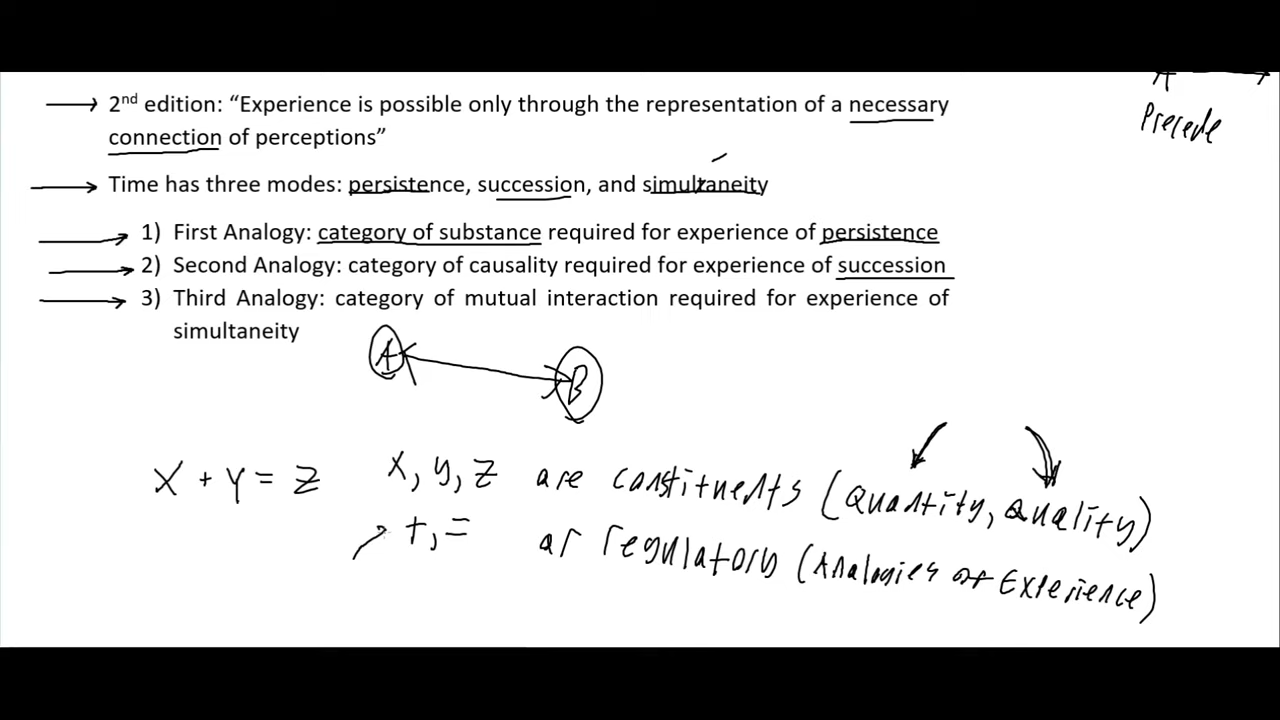 2nd edition: “Experience is possible only through the representation of a necessary
connection of perceptions”
Precede
Time has three modes: persistence, succession, and simultaneity
1) First Analogy: category of substance required for experience of persistence
2) Second Analogy: category of causality required for experience of succession
3) Third Analogy: category of mutual interaction required for experience of
simultaneity
A B
X + Y = Z x, y, z are constituents (Quantity, Quality)
+, = ar regulatory (Analogies of Experience)